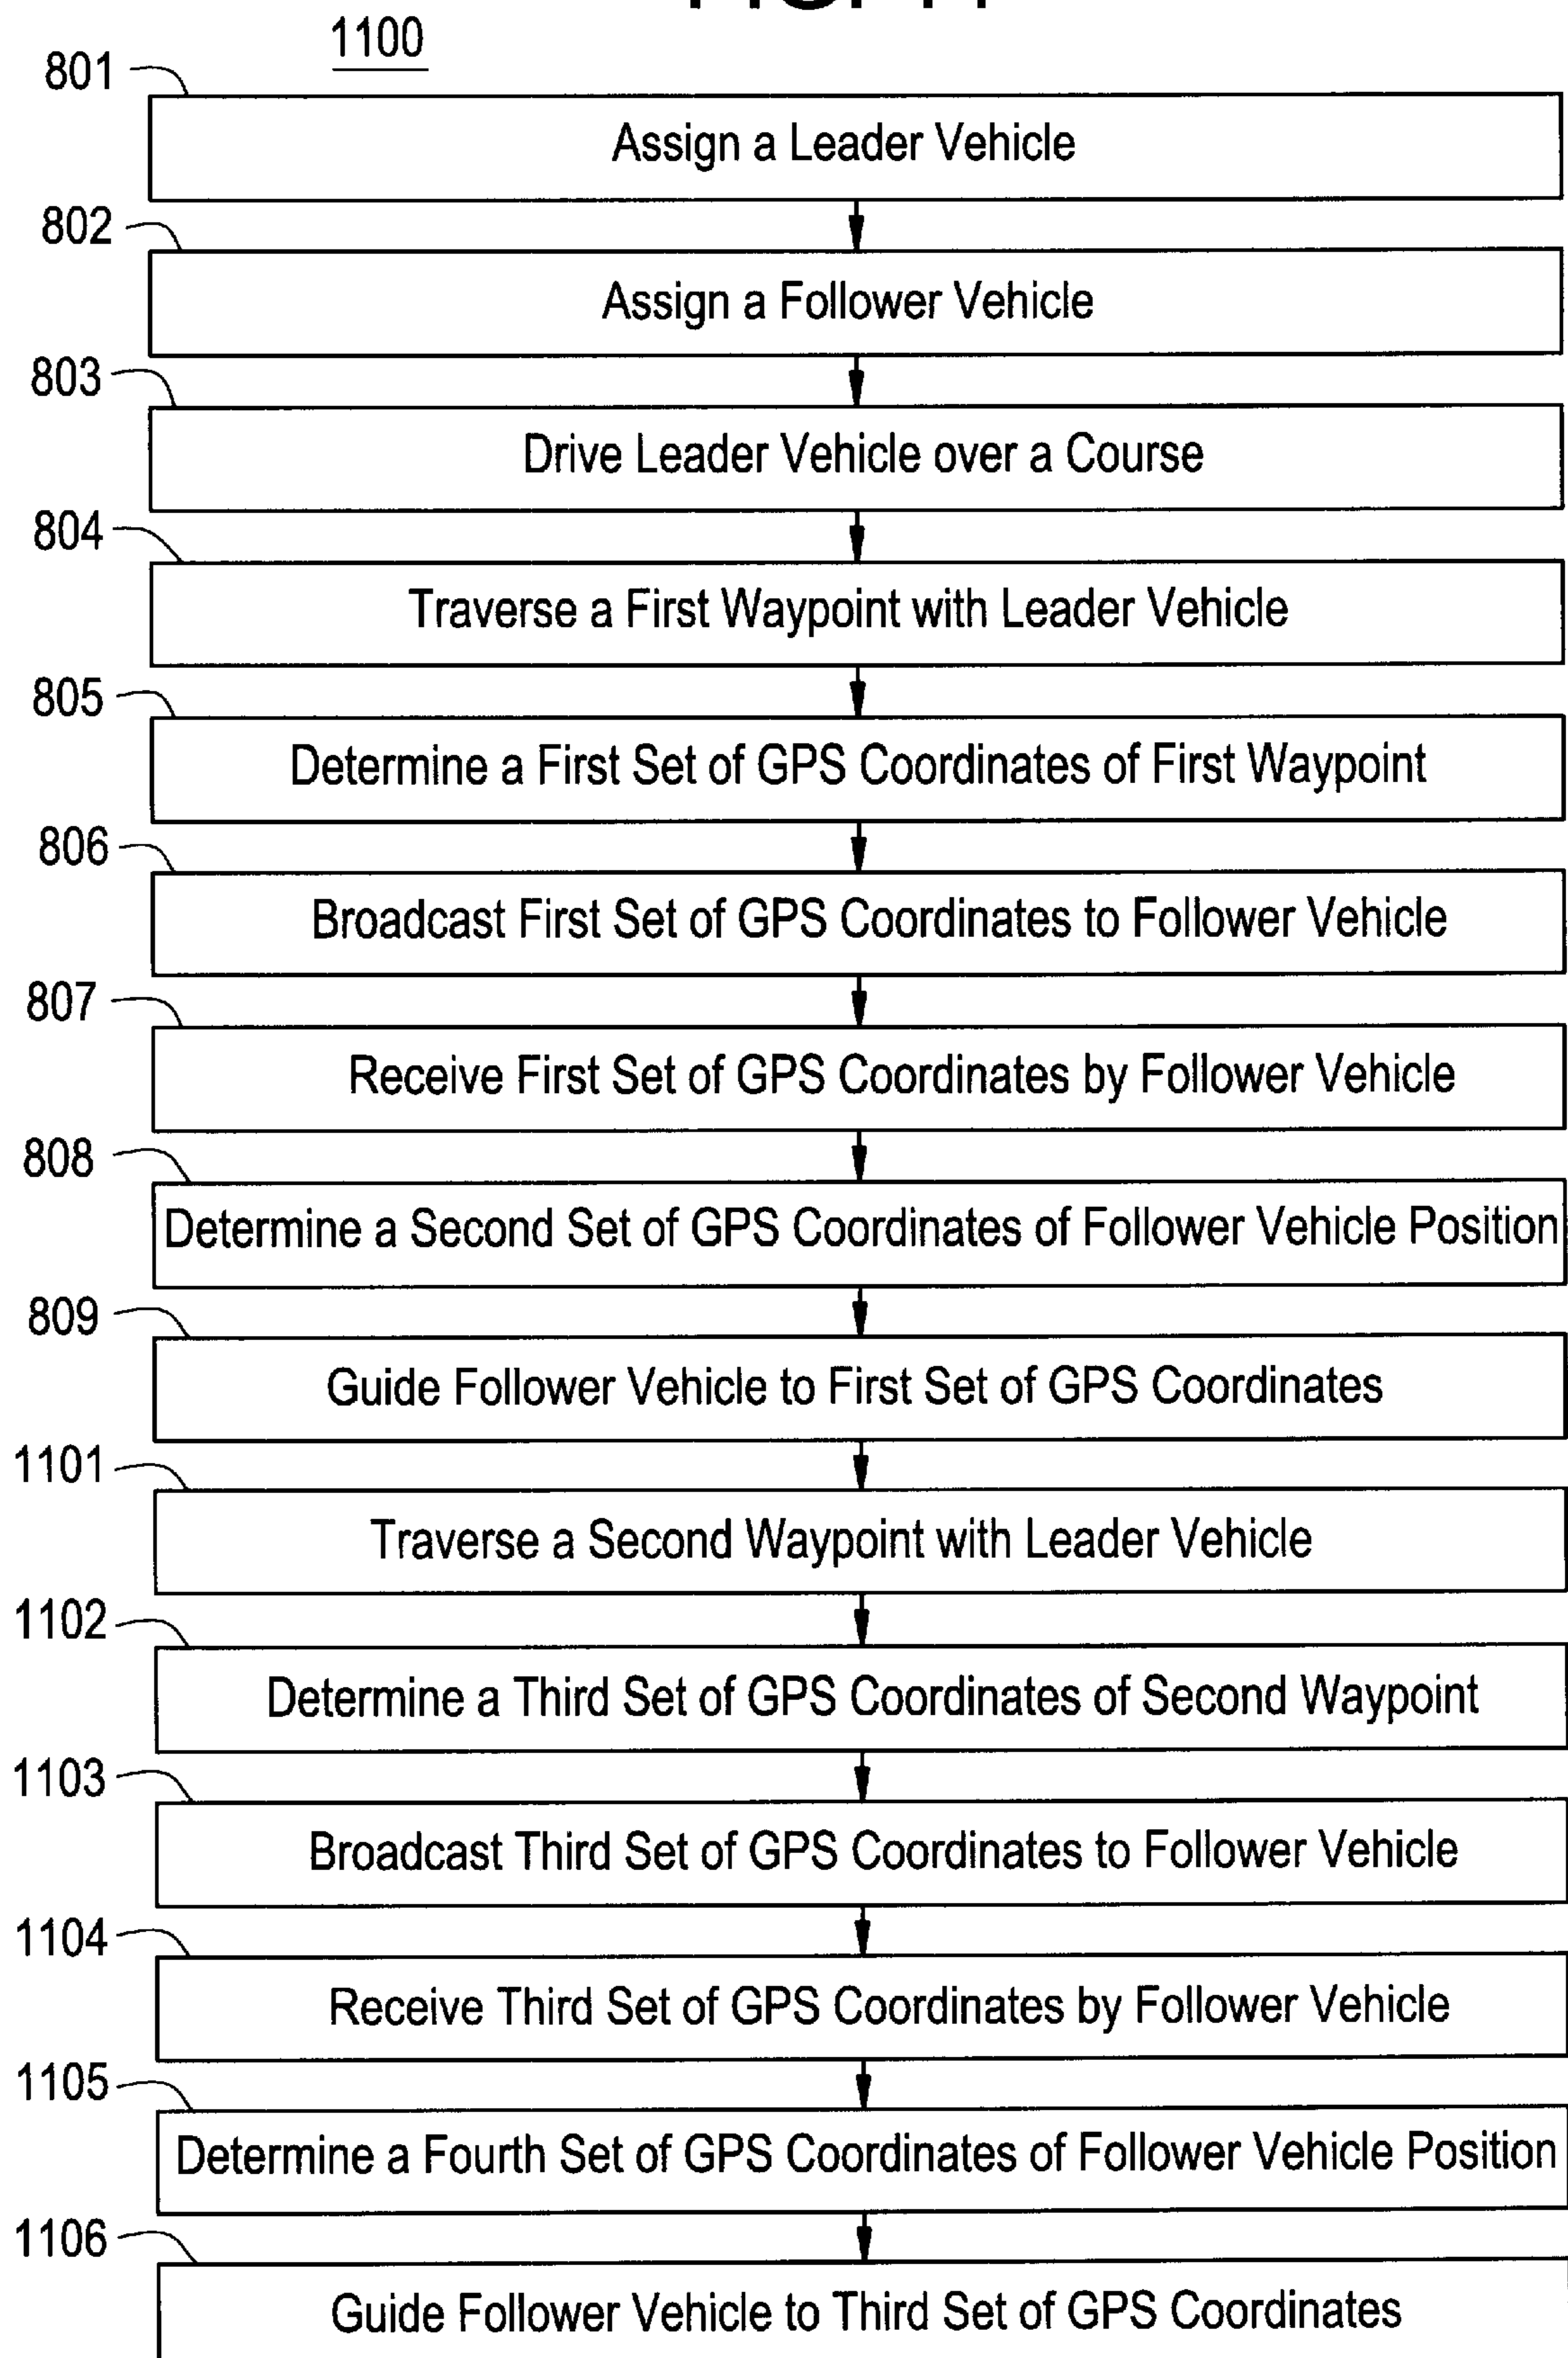 1100
801
Assign a Leader Vehicle
802
Assign a Follower Vehicle
803
Drive Leader Vehicle over a Course
804
Traverse a First Waypoint with Leader Vehicle
805
Determine a First Set of GPS Coordinates of First Waypoint
806
Broadcast First Set of GPS Coordinates to Follower Vehicle
807
Receive First Set of GPS Coordinates by Follower Vehicle
808
Determine a Second Set of GPS Coordinates of Follower Vehicle Position
809
Guide Follower Vehicle to First Set of GPS Coordinates
1101
Traverse a Second Waypoint with Leader Vehicle
1102
Determine a Third Set of GPS Coordinates of Second Waypoint
1103
Broadcast Third Set of GPS Coordinates to Follower Vehicle
1104
Receive Third Set of GPS Coordinates by Follower Vehicle
1105
Determine a Fourth Set of GPS Coordinates of Follower Vehicle Position
1106
Guide Follower Vehicle to Third Set of GPS Coordinates